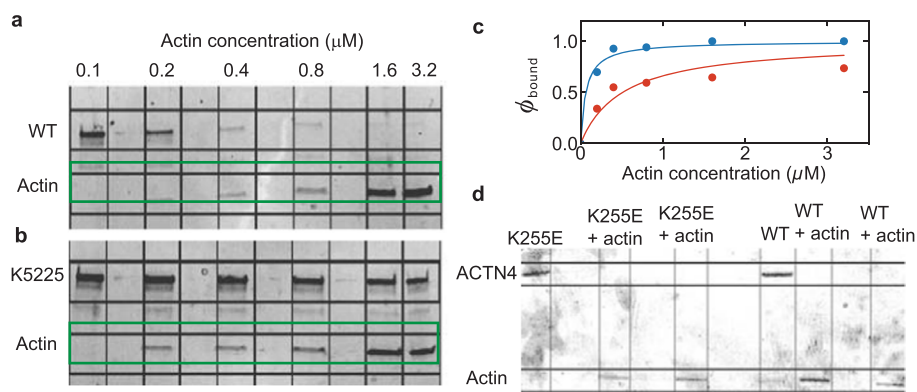 a
Actin concentration (μM)
0.1 0.2 0.4 0.8 1.6 3.2
WT
Actin
b
K5225
Actin
c
1.0
0.5
0.0
ϕbound
0 1 2 3
Actin concentration (μM)
d
K255E
K255E + actin
K255E + actin
WT
WT + actin
WT + actin
ACTN4
Actin